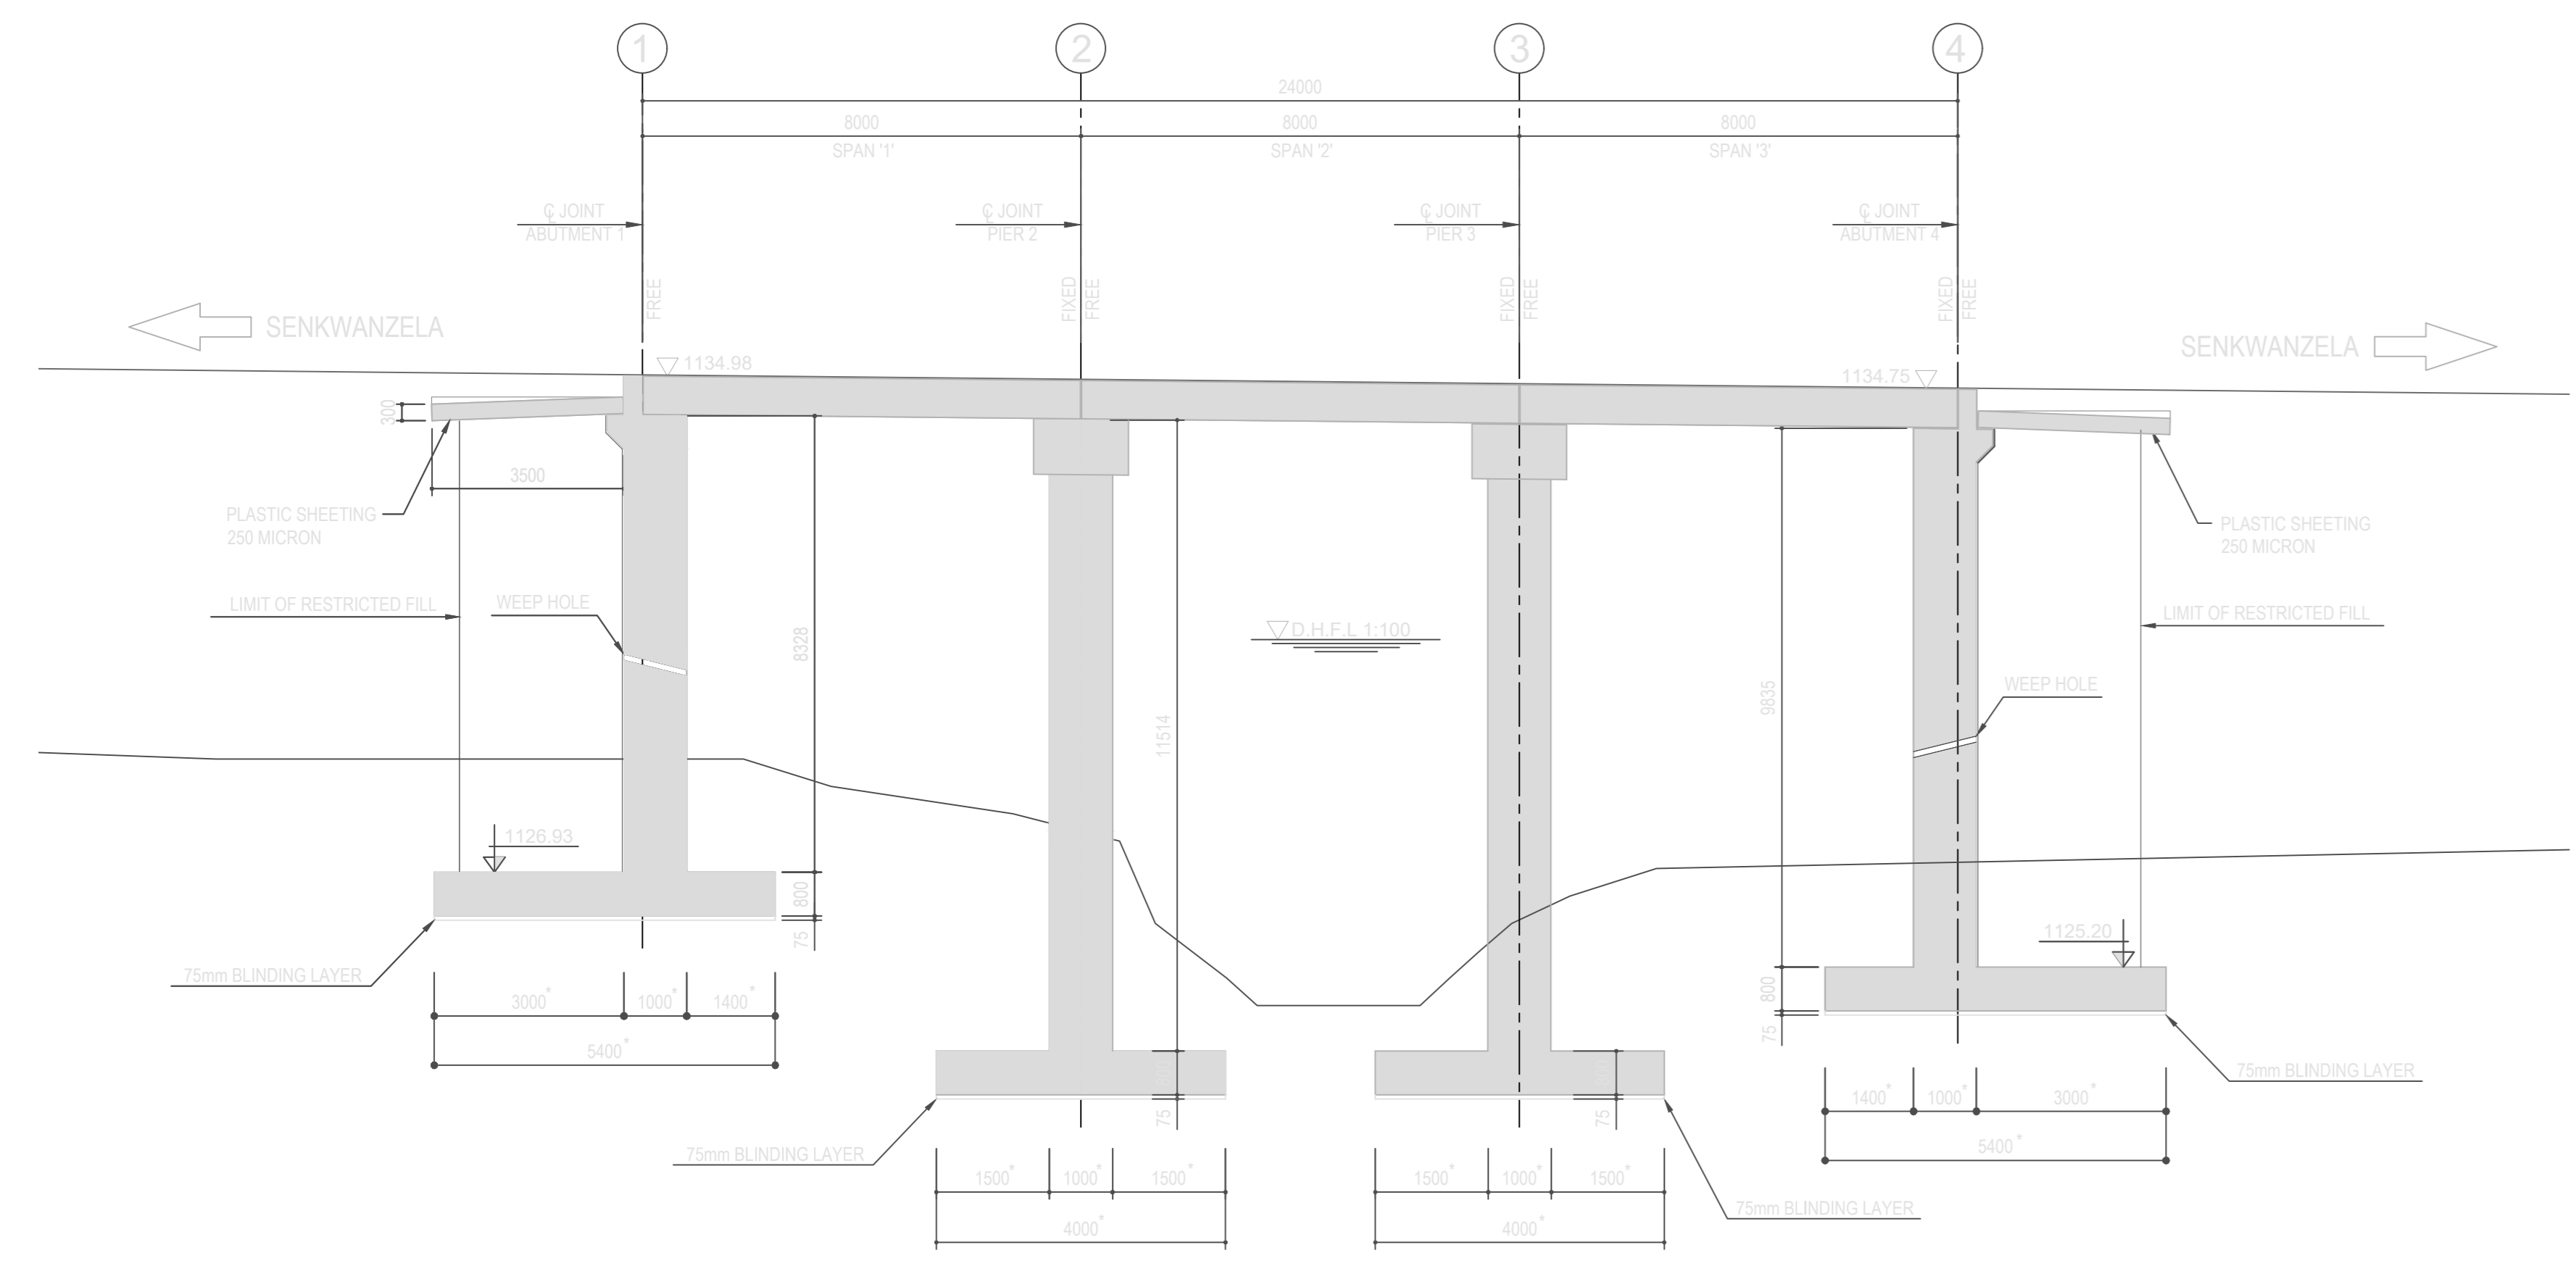 1
2
3
4
24000
8000
8000
8000
SPAN '1'
SPAN '2'
SPAN '3'
℄ JOINT
ABUTMENT 1
℄ JOINT
PIER 2
℄ JOINT
PIER 3
℄ JOINT
ABUTMENT 4
FREE
FIXED
FREE
FIXED
FREE
FIXED
FREE
SENKWANZELA
SENKWANZELA
1134.98
1134.75
300
3500
PLASTIC SHEETING
250 MICRON
PLASTIC SHEETING
250 MICRON
LIMIT OF RESTRICTED FILL
WEEP HOLE
8328
D.H.F.L 1:100
LIMIT OF RESTRICTED FILL
WEEP HOLE
9835
11514
1126.93
800
75
1125.20
800
75
75mm BLINDING LAYER
3000*
1000*
1400*
5400*
800
75
800
75
75mm BLINDING LAYER
1400*
1000*
3000*
5400*
75mm BLINDING LAYER
1500*
1000*
1500*
4000*
1500*
1000*
1500*
4000*
75mm BLINDING LAYER